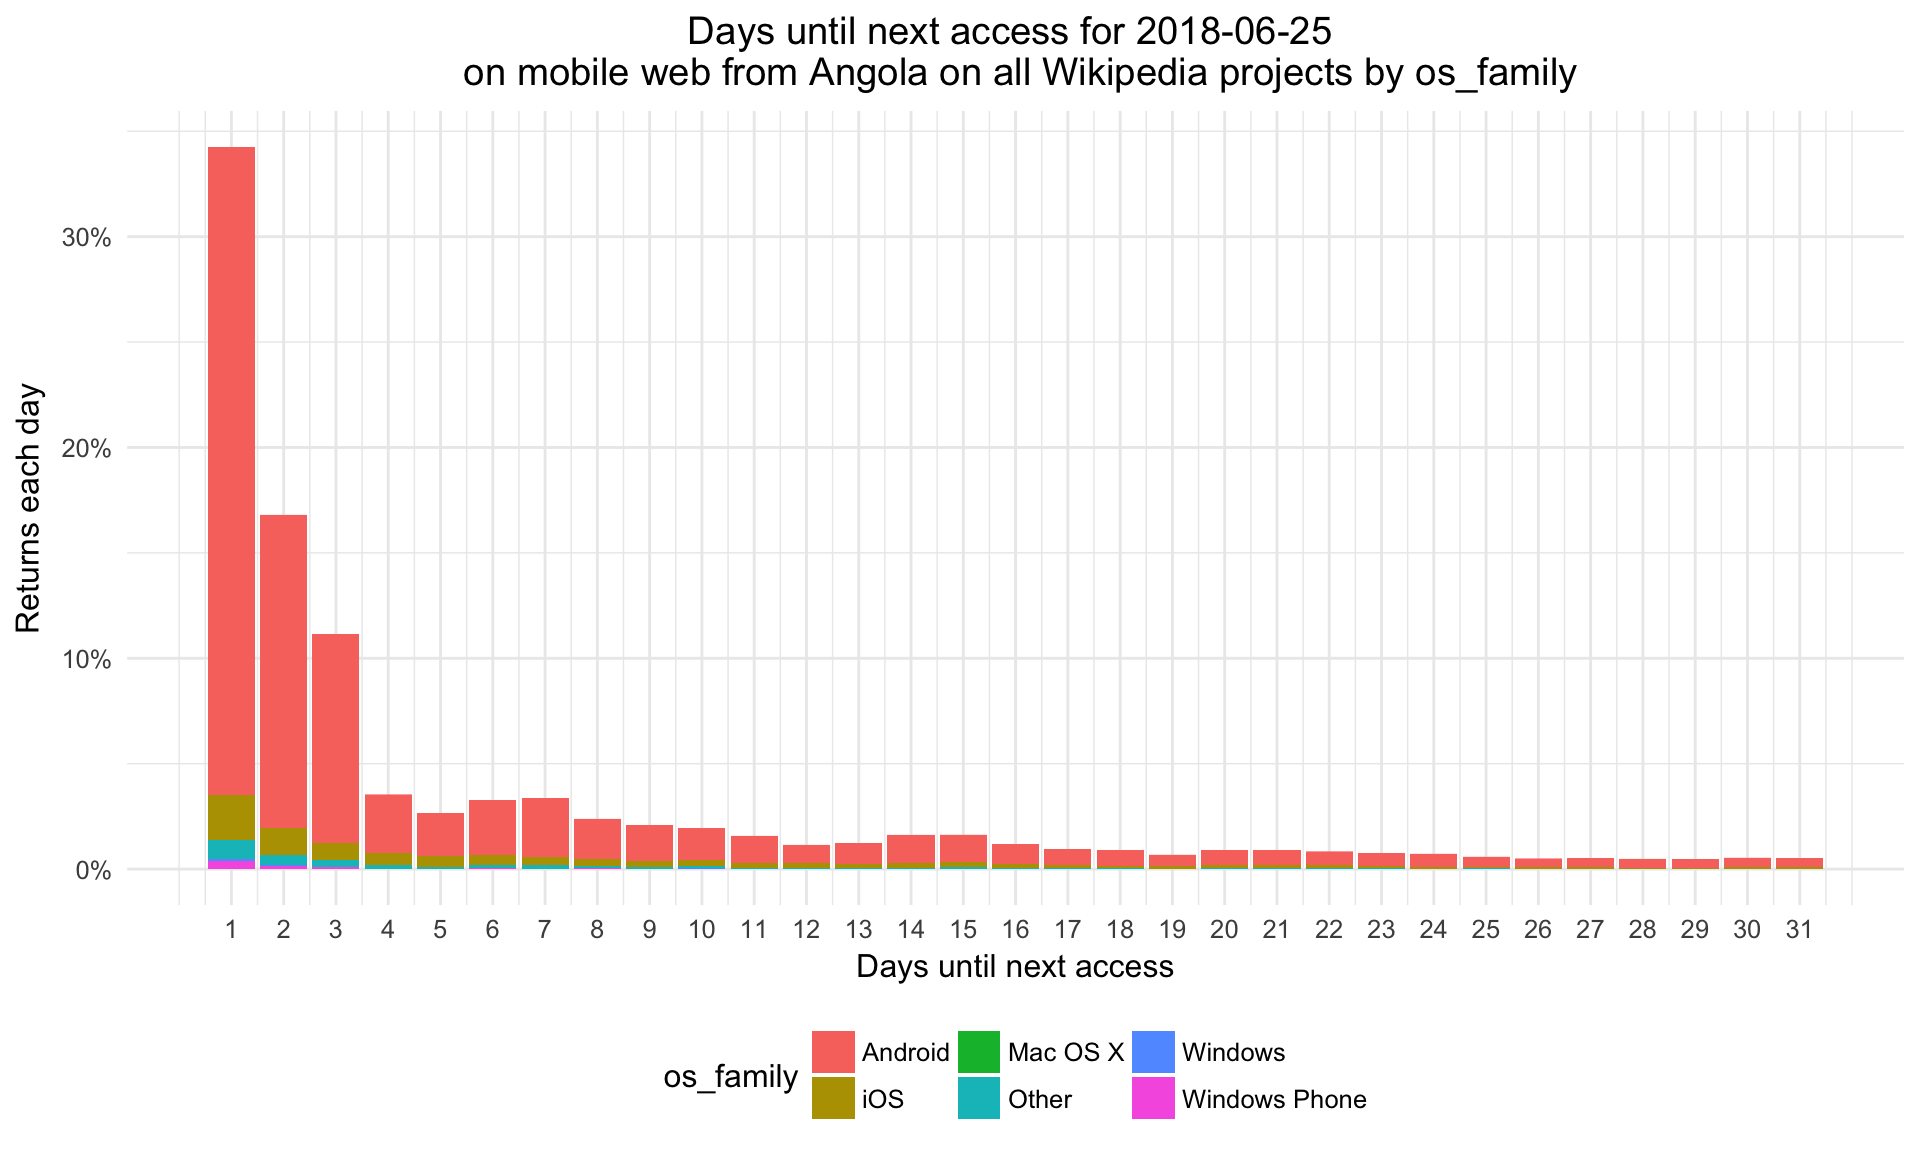 Days until next access for 2018-06-25
on mobile web from Angola on all Wikipedia projects by os_family
Returns each day
30%
20%
10%
0%
1 2 3 4 5 6 7 8 9 10 11 12 13 14 15 16 17 18 19 20 21 22 23 24 25 26 27 28 29 30 31
Days until next access
os_family
Android Mac OS X Windows
iOS Other Windows Phone